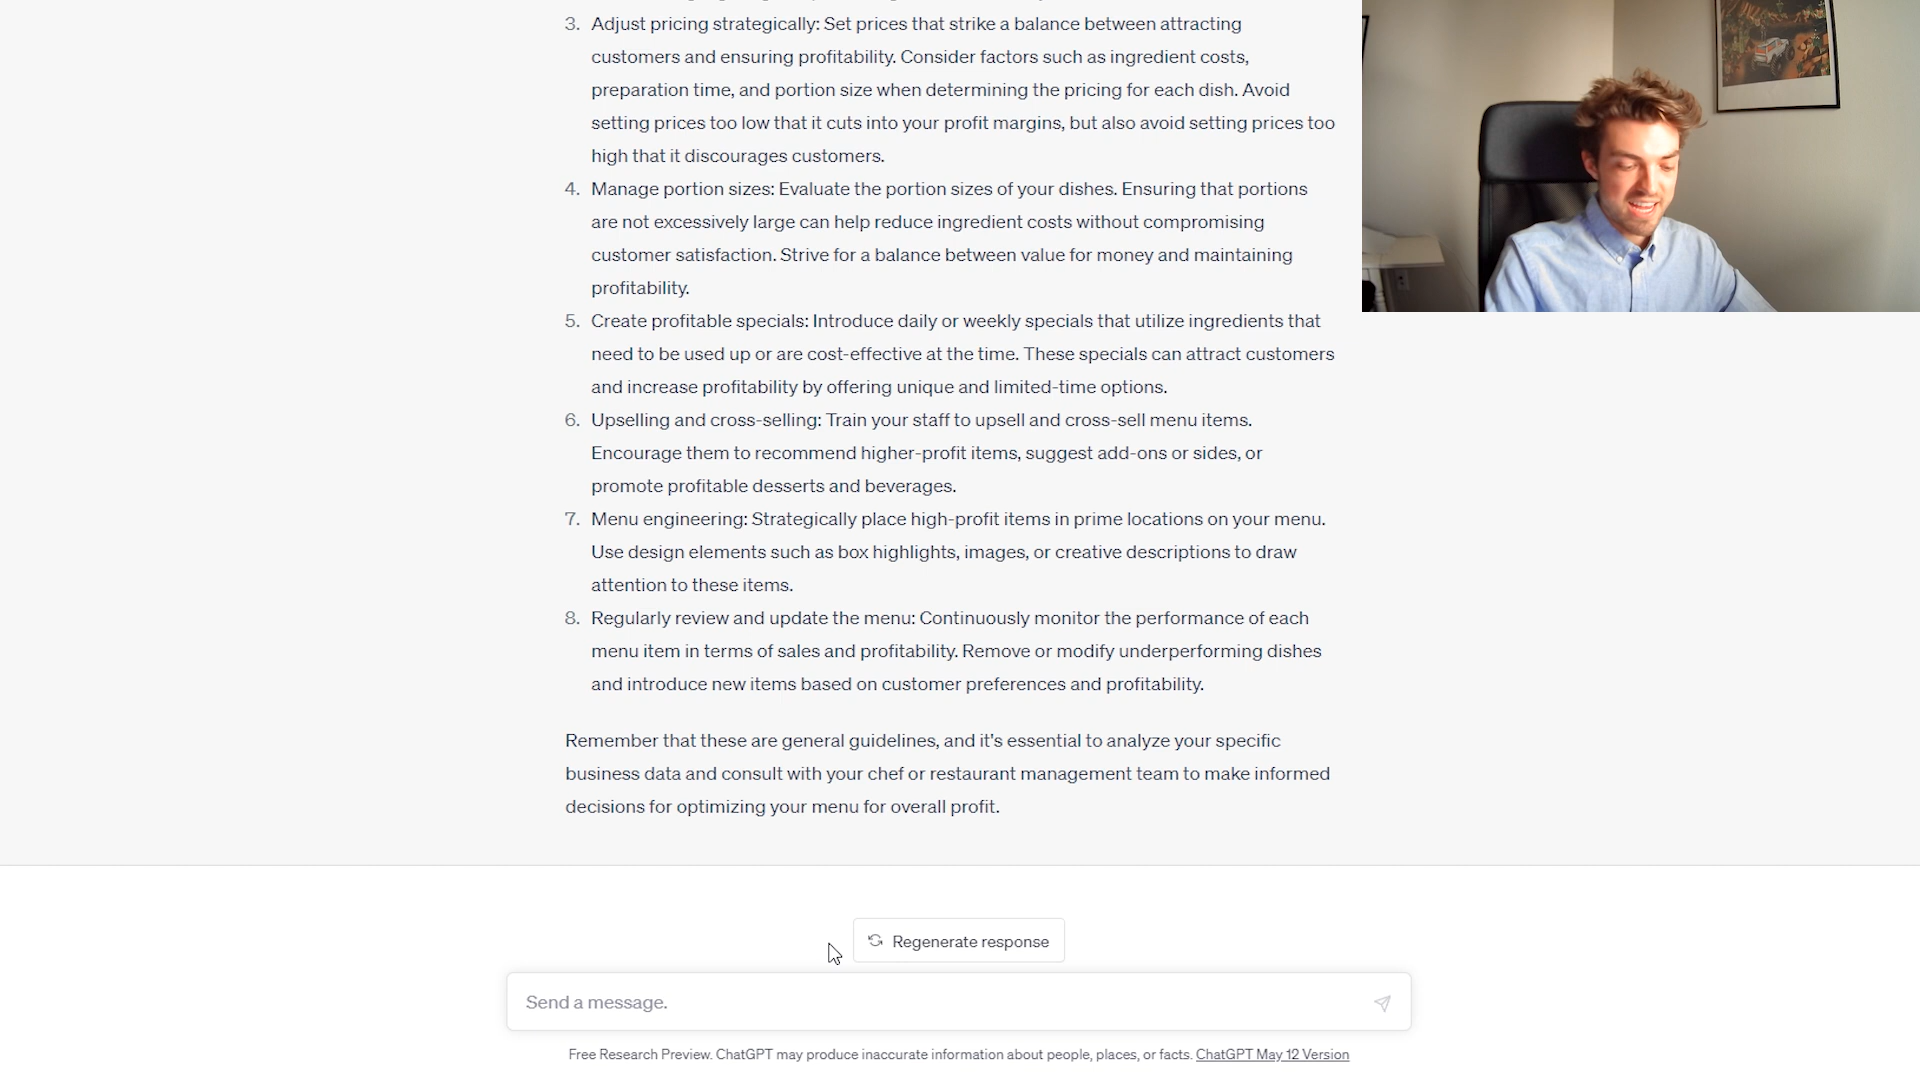 3. Adjust pricing strategically: Set prices that strike a balance between attracting
customers and ensuring profitability. Consider factors such as ingredient costs,
preparation time, and portion size when determining the pricing for each dish. Avoid
setting prices too low that it cuts into your profit margins, but also avoid setting prices too
high that it discourages customers.
4. Manage portion sizes: Evaluate the portion sizes of your dishes. Ensuring that portions
are not excessively large can help reduce ingredient costs without compromising
customer satisfaction. Strive for a balance between value for money and maintaining
profitability.
5. Create profitable specials: Introduce daily or weekly specials that utilize ingredients that
need to be used up or are cost-effective at the time. These specials can attract customers
and increase profitability by offering unique and limited-time options.
6. Upselling and cross-selling: Train your staff to upsell and cross-sell menu items.
Encourage them to recommend higher-profit items, suggest add-ons or sides, or
promote profitable desserts and beverages.
7. Menu engineering: Strategically place high-profit items in prime locations on your menu.
Use design elements such as box highlights, images, or creative descriptions to draw
attention to these items.
8. Regularly review and update the menu: Continuously monitor the performance of each
menu item in terms of sales and profitability. Remove or modify underperforming dishes
and introduce new items based on customer preferences and profitability.
Remember that these are general guidelines, and it's essential to analyze your specific
business data and consult with your chef or restaurant management team to make informed
decisions for optimizing your menu for overall profit.
Regenerate response
Send a message.
Free Research Preview. ChatGPT may produce inaccurate information about people, places, or facts. ChatGPT May 12 Version